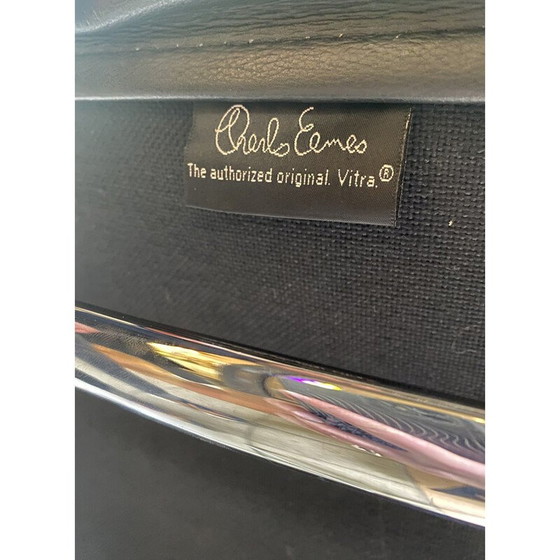 Charles Eames
The authorized original. Vitra.®